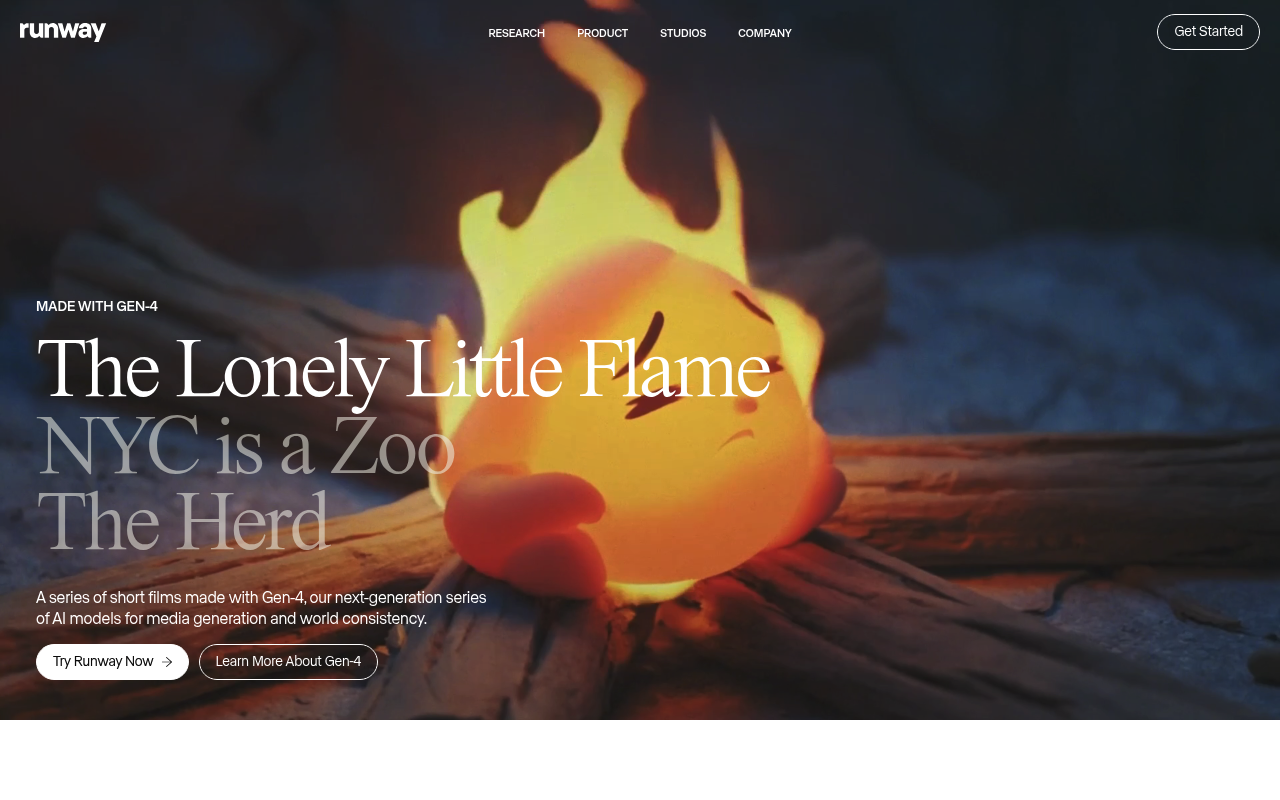 runway
RESEARCH PRODUCT STUDIOS COMPANY
Get Started
MADE WITH GEN-4
The Lonely Little Flame
NYC is a Zoo
The Herd
A series of short films made with Gen-4, our next-generation series
of AI models for media generation and world consistency.
Try Runway Now
Learn More About Gen-4